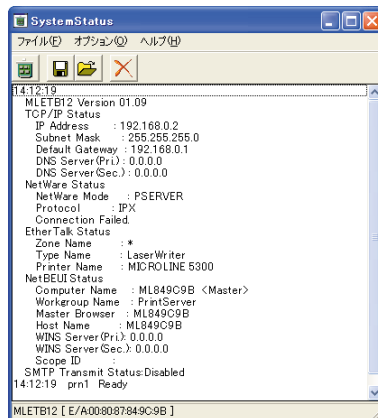 SystemStatus
ファイル(F) オプション(O) ヘルプ(H)
14:12:19
MLETB12 Version 01.09
TCP/IP Status
IP Address : 192.168.0.2
Subnet Mask : 255.255.255.0
Default Gateway : 192.168.0.1
DNS Server(Pri.) : 0.0.0.0
DNS Server(Sec.) : 0.0.0.0
NetWare Status
NetWare Mode : PSERVER
Protocol : IPX
Connection Failed.
EtherTalk Status
Zone Name : *
Type Name : LaserWriter
Printer Name : MICROLINE 5300
NetBEUI Status
Computer Name : ML849C9B <Master>
Workgroup Name : PrintServer
Master Browser : ML849C9B
Host Name : ML849C9B
WINS Server(Pri.): 0.0.0.0
WINS Server(Sec.): 0.0.0.0
Scope ID :
SMTP Transmit Status:Disabled
14:12:19 prn1 Ready
MLETB12 [ E/A:00:80:87:84:9C:9B ]